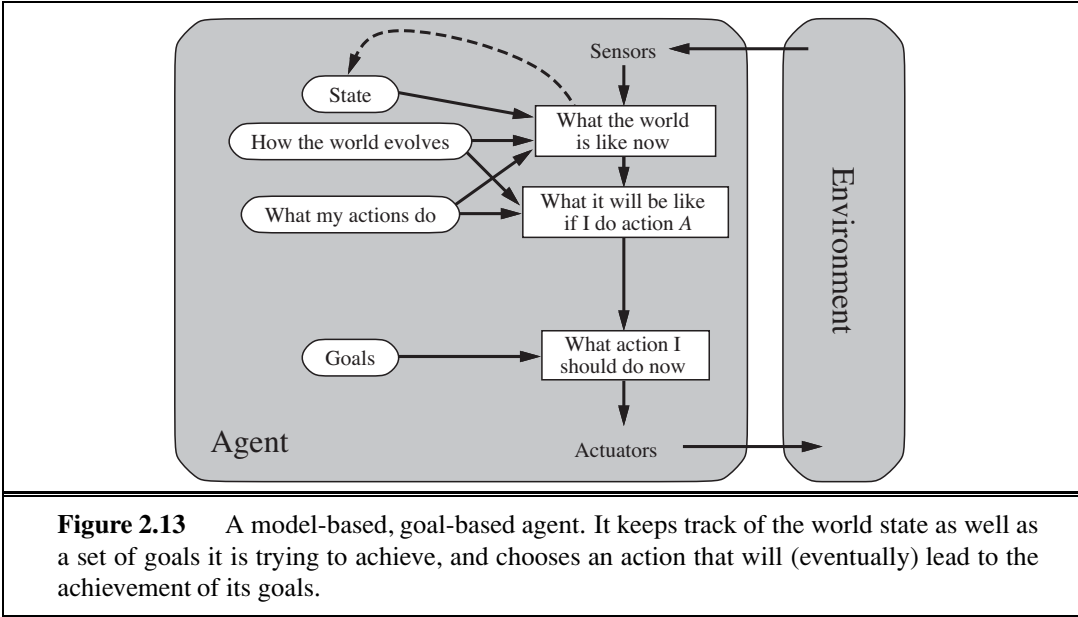 Sensors
State
What the world
is like now
How the world evolves
What it will be like
if I do action A
What my actions do
Environment
Goals
What action I
should do now
Agent
Actuators
Figure 2.13 A model-based, goal-based agent. It keeps track of the world state as well as
a set of goals it is trying to achieve, and chooses an action that will (eventually) lead to the
achievement of its goals.